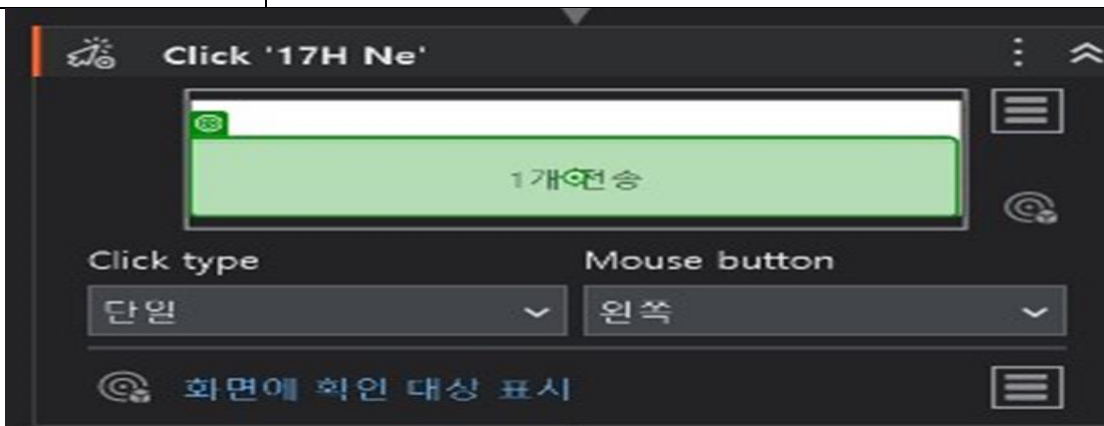 Click '17H Ne'
1개 전송
Click type
Mouse button
단일
왼쪽
화면에 확인 대상 표시